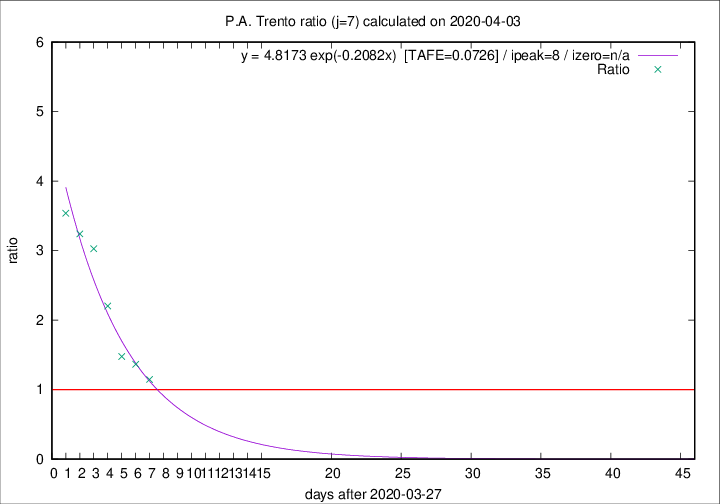 P.A. Trento ratio (j=7) calculated on 2020-04-03
y = 4.8173 exp(-0.2082x)  [TAFE=0.0726] / ipeak=8 / izero=n/a
Ratio
6
5
4
3
2
1
0
ratio
0 1 2 3 4 5 6 7 8 9 10 11 12 13 14 15 20 25 30 35 40 45
days after 2020-03-27